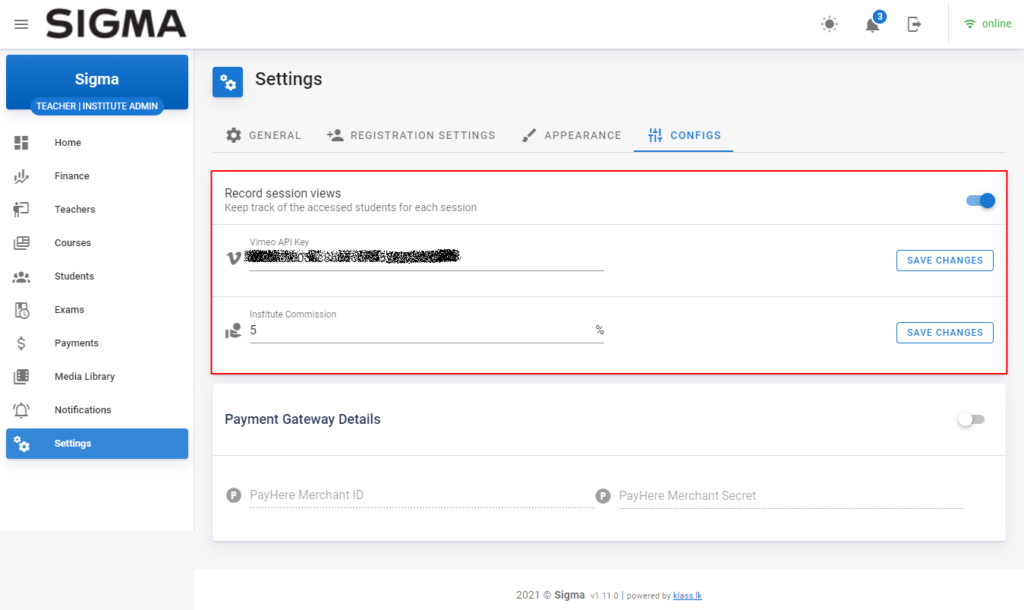 SIGMA
3
online
Sigma
TEACHER | INSTITUTE ADMIN
Home
Finance
Teachers
Courses
Students
Exams
Payments
Media Library
Notifications
Settings
Settings
GENERAL
REGISTRATION SETTINGS
APPEARANCE
CONFIGS
Record session views
Keep track of the accessed students for each session
Vimeo API Key
SAVE CHANGES
Institute Commission
5 %
SAVE CHANGES
Payment Gateway Details
P PayHere Merchant ID
P PayHere Merchant Secret
2021 © Sigma v1.11.0 | powered by klass.lk